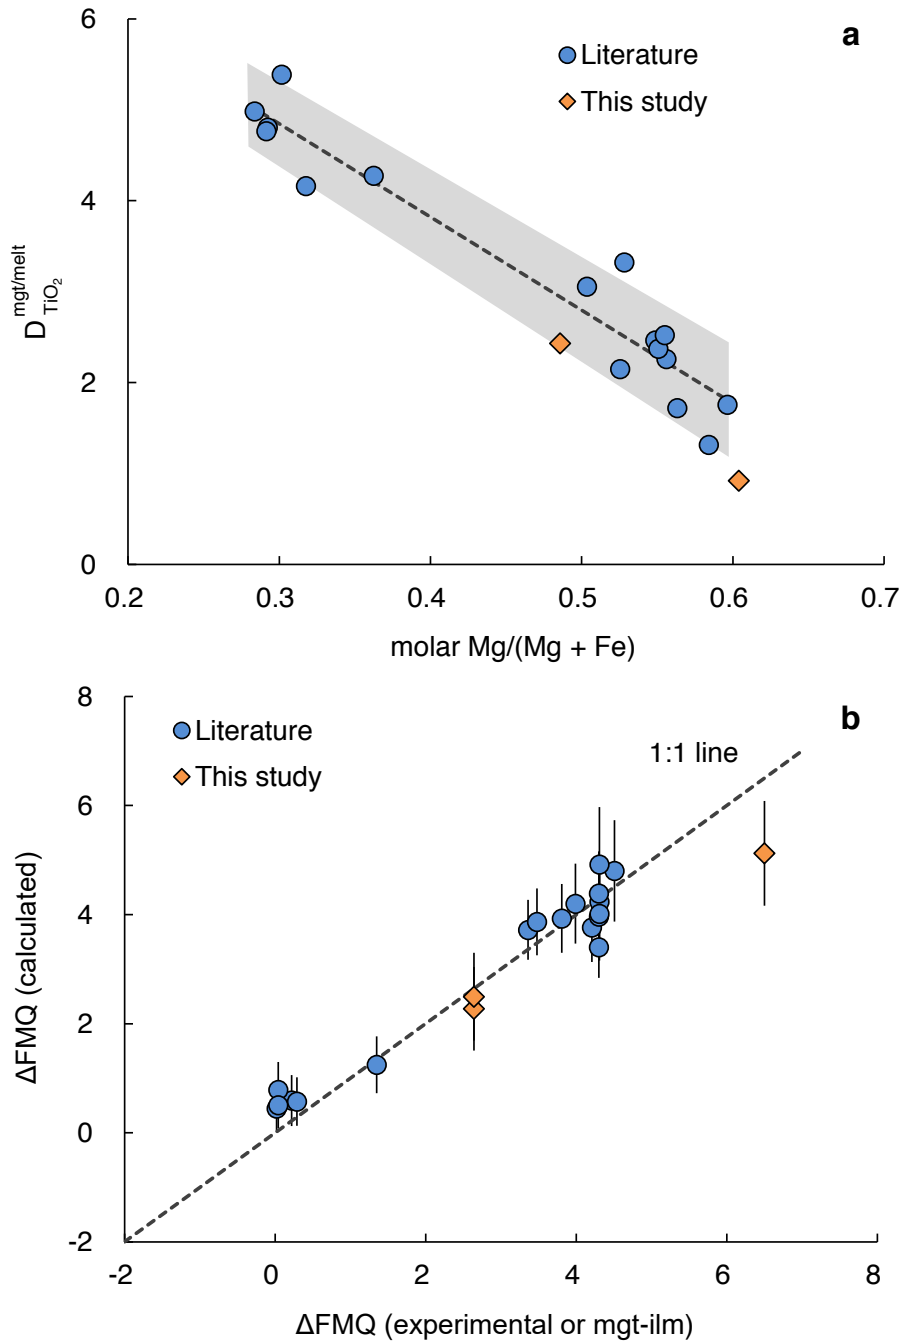 6
a
Literature
This study
4
D mgt/melt TiO2
2
0
0.2 0.3 0.4 0.5 0.6 0.7
molar Mg/(Mg + Fe)
8
b
Literature
1:1 line
This study
6
ΔFMQ (calculated)
4
2
0
-2
-2 0 2 4 6 8
ΔFMQ (experimental or mgt-ilm)